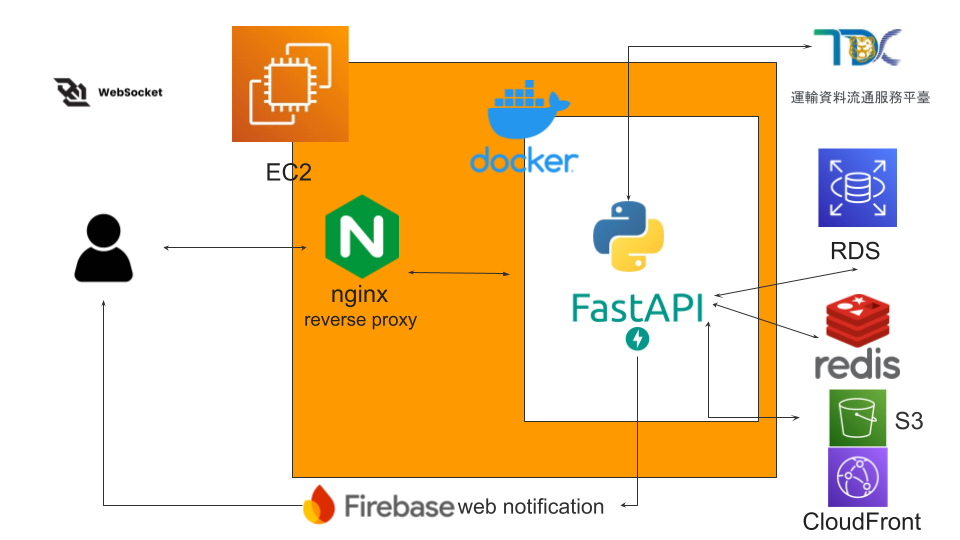 WebSocket
EC2
docker
TDX
運輸資料流通服務平臺
RDS
nginx
reverse proxy
FastAPI
redis
S3
CloudFront
Firebase web notification